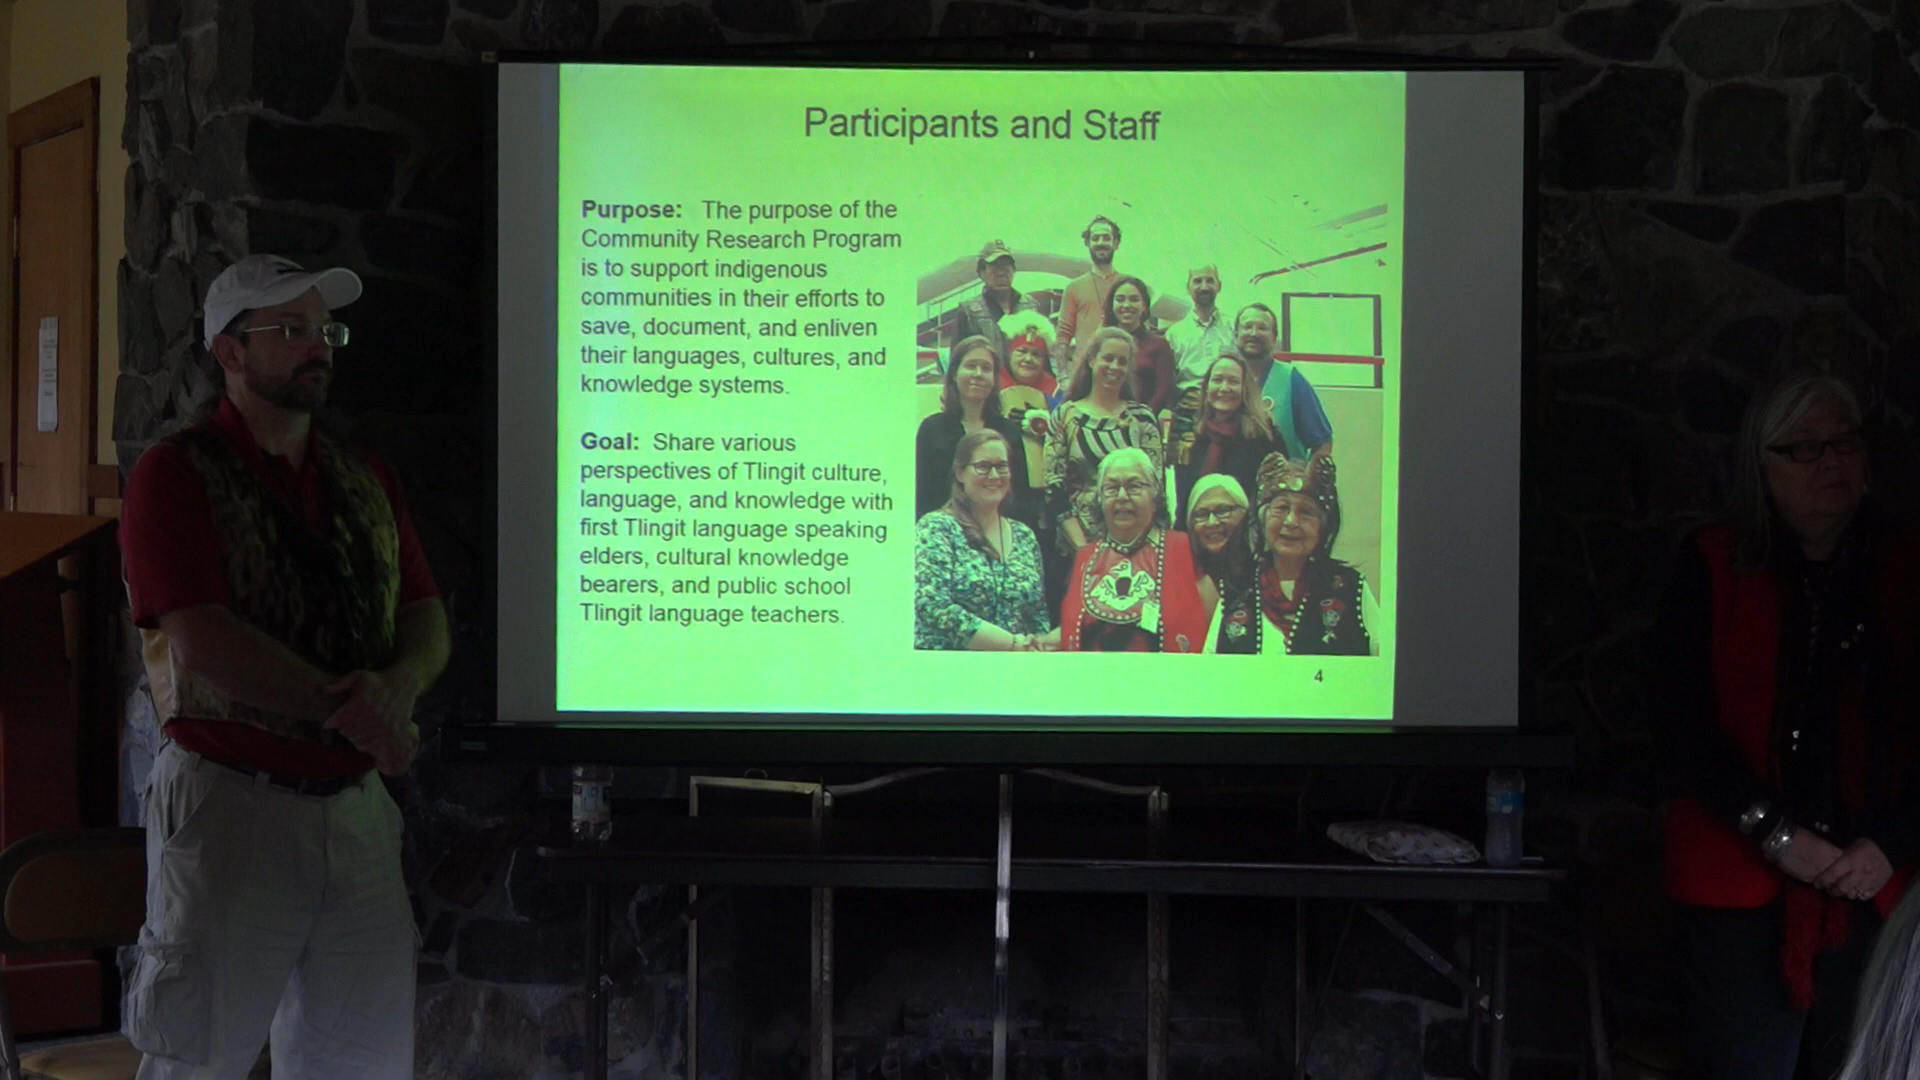 Participants and Staff
Purpose: The purpose of the
Community Research Program
is to support indigenous
communities in their efforts to
save, document, and enliven
their languages, cultures, and
knowledge systems.
Goal: Share various
perspectives of Tlingit culture,
language, and knowledge with
first Tlingit language speaking
elders, cultural knowledge
bearers, and public school
Tlingit language teachers.
4